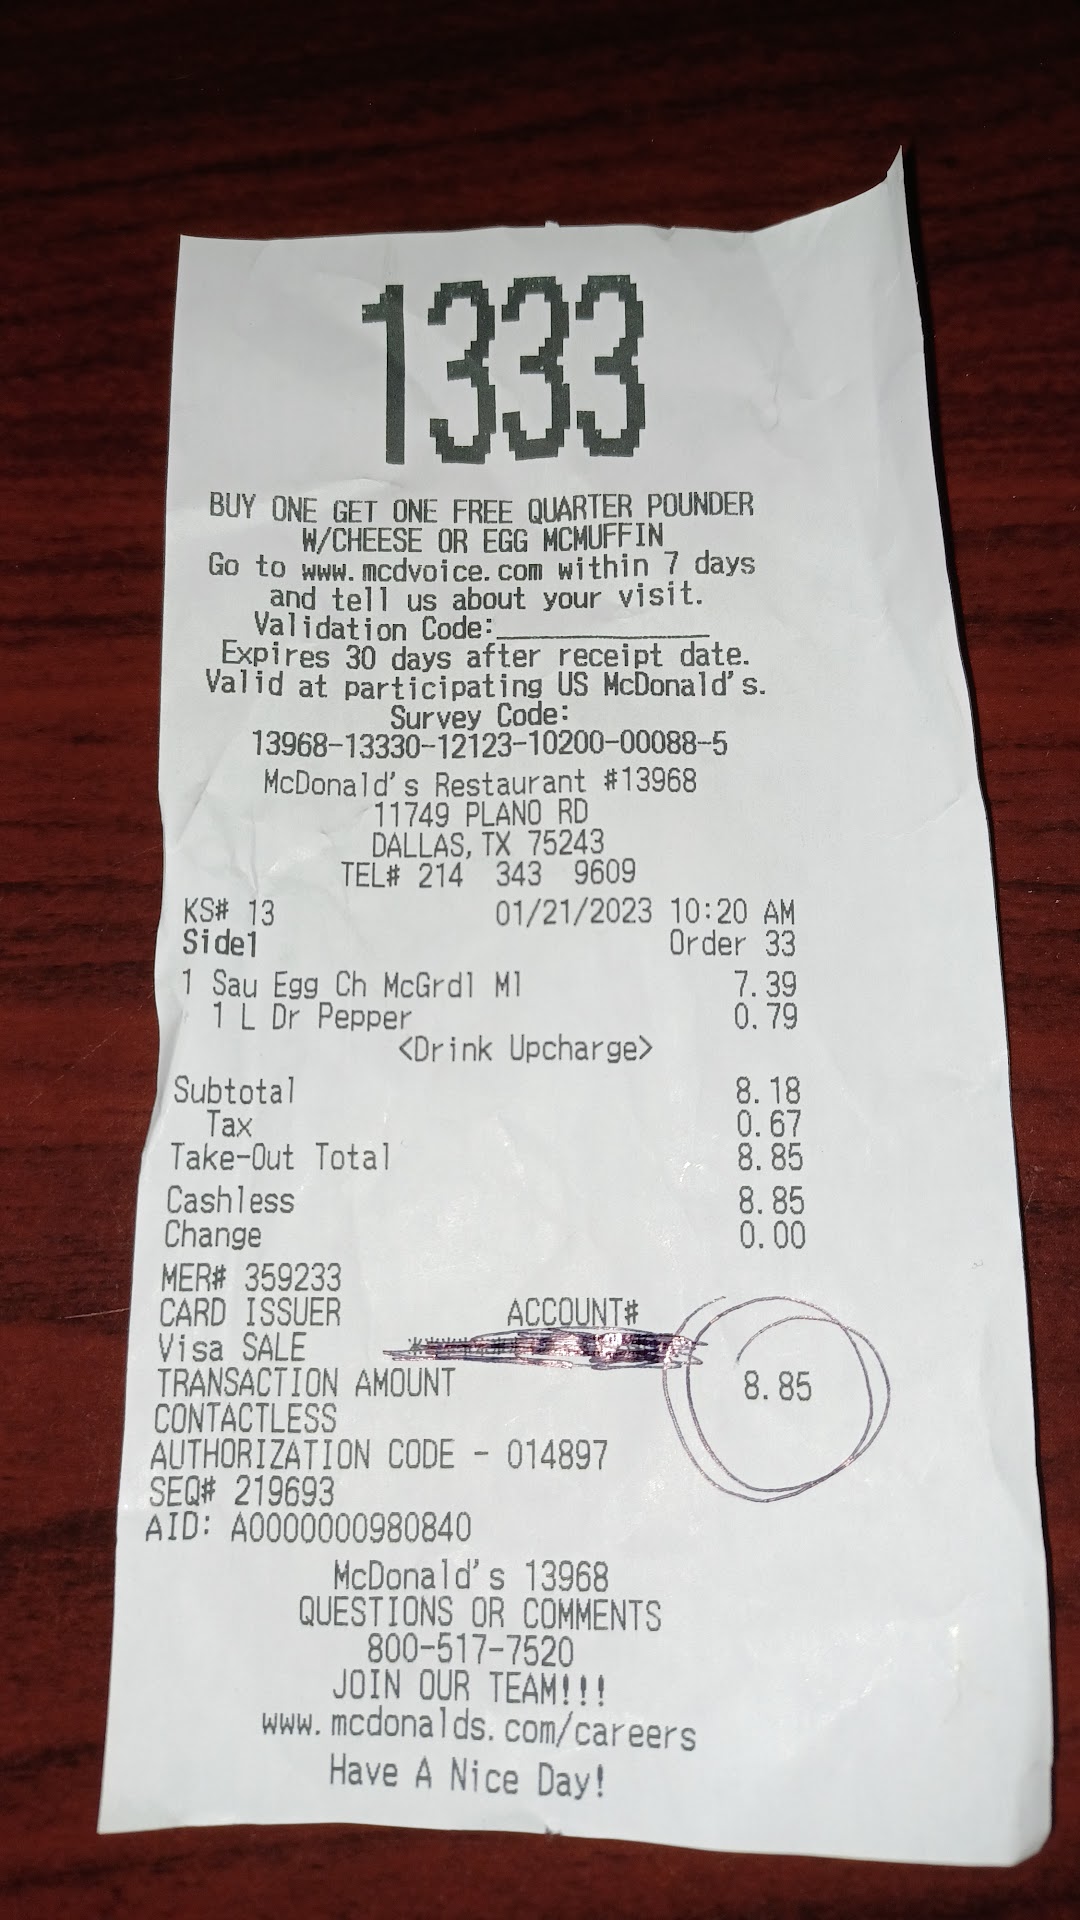 1333
BUY ONE GET ONE FREE QUARTER POUNDER
W/CHEESE OR EGG MCMUFFIN
Go to www.mcdvoice.com within 7 days
and tell us about your visit.
Validation Code:______________
Expires 30 days after receipt date.
Valid at participating US McDonald's.
Survey Code:
13968-13330-12123-10200-00088-5
McDonald's Restaurant #13968
11749 PLANO RD
DALLAS, TX 75243
TEL# 214 343 9609
KS# 13 01/21/2023 10:20 AM
Side1 Order 33
1 Sau Egg Ch McGrdl Ml 7.39
1 L Dr Pepper 0.79
<Drink Upcharge>
Subtotal 8.18
Tax 0.67
Take-Out Total 8.85
Cashless 8.85
Change 0.00
MER# 359233
CARD ISSUER ACCOUNT#
Visa SALE
TRANSACTION AMOUNT 8.85
CONTACTLESS
AUTHORIZATION CODE - 014897
SEQ# 219693
AID: A0000000980840
McDonald's 13968
QUESTIONS OR COMMENTS
800-517-7520
JOIN OUR TEAM!!!
www.mcdonalds.com/careers
Have A Nice Day!